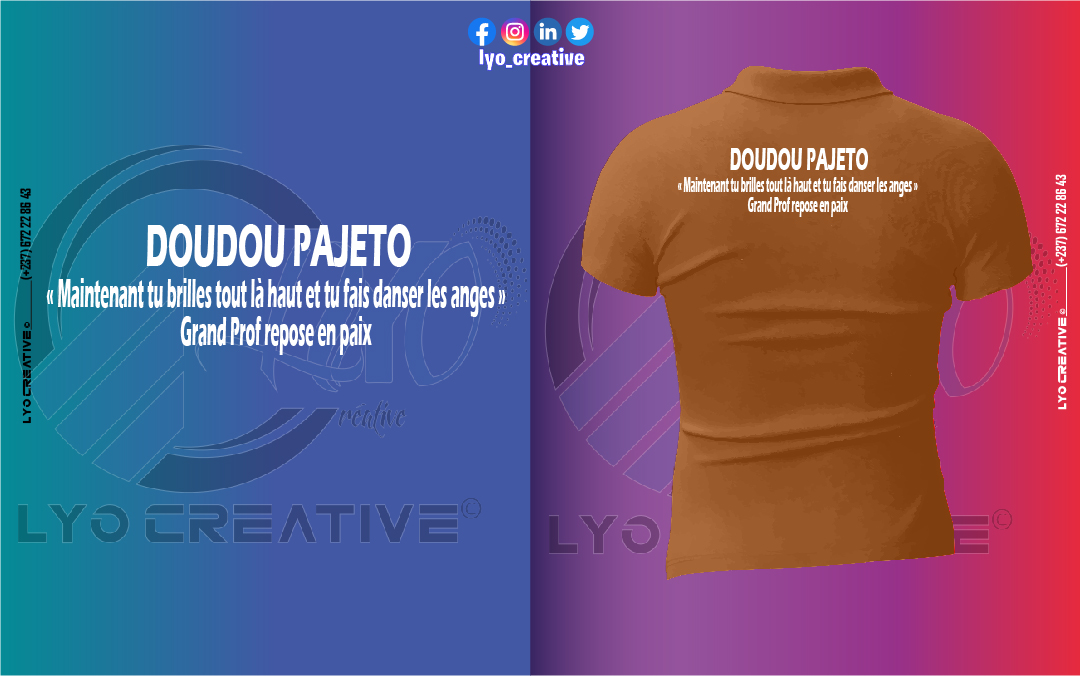 lyo_creative
DOUDOU PAJETO
« Maintenant tu brilles tout là haut et tu fais danser les anges »
Grand Prof repose en paix
LYO CREATIVE © (+237) 672 22 86 43
creative
LYO CREATIVE©
DOUDOU PAJETO
« Maintenant tu brilles tout là haut et tu fais danser les anges »
Grand Prof repose en paix
LYO CREATIVE © (+237) 672 22 86 43
LYO E©